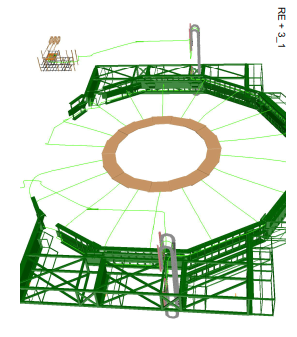 RE + 3_1